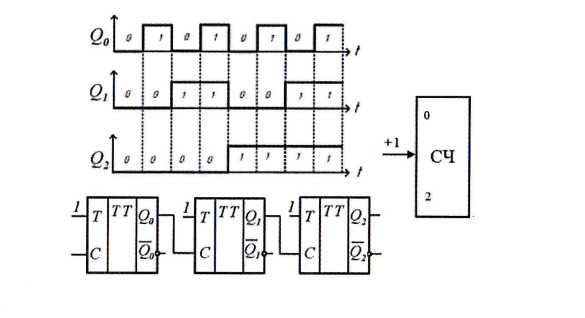 Q₀ 0 1 0 1 0 1 0 1 t
Q₁ 0 0 1 1 0 0 1 1 t
Q₂ 0 0 0 0 1 1 1 1 t
+1 0 СЧ 2
1 T TT Q₀ 1 T TT Q₁ 1 T TT Q₂
C Q̅₀ C Q̅₁ C Q̅₂